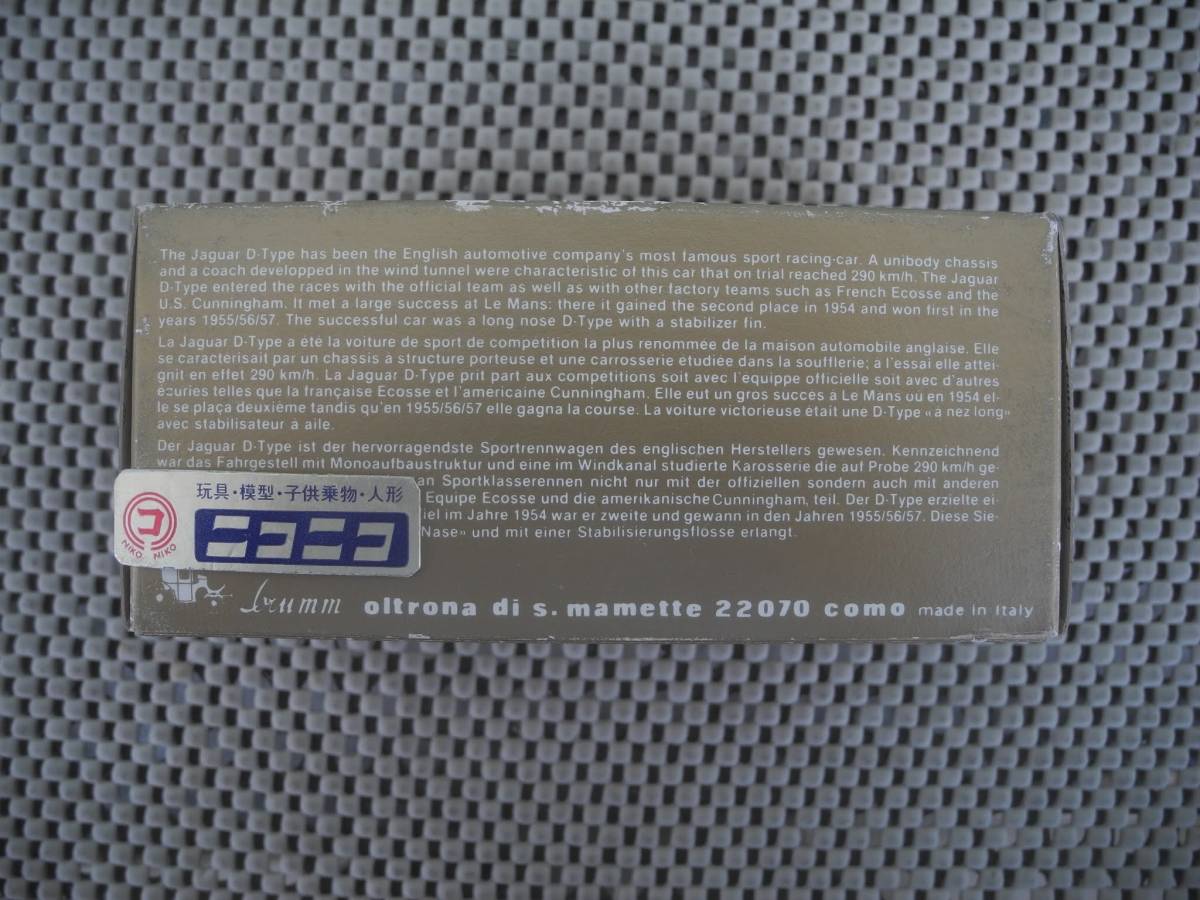 The Jaguar D-Type has been the English automotive company's most famous sport racing-car. A unibody chassis
and a coach developped in the wind tunnel were characteristic of this car that on trial reached 290 km/h. The Jaguar
D-Type entered the races with the official team as well as with other factory teams such as French Ecosse and the
U.S. Cunningham. It met a large success at Le Mans: there it gained the second place in 1954 and won first in the
years 1955/56/57. The successful car was a long nose D-Type with a stabilizer fin.
La Jaguar D-Type a été la voiture de sport de compétition la plus renommée de la maison automobile anglaise. Elle
se caractérisait par un chassis a structure porteuse et une carrosserie étudiée dans la soufflerie; a l'essai elle attei-
gnit en effet 290 km/h. La Jaguar D-Type prit part aux competitions soit avec l'équippe officielle soit avec d'autres
écuries telles que la française Ecosse et l'americaine Cunningham. Elle eut un gros succès a Le Mans ou en 1954 el-
le se plaça deuxième tandis qu'en 1955/56/57 elle gagna la course. La voiture victorieuse était une D-Type «a nez long»
avec stabilisateur à aile.
Der Jaguar D-Type ist der hervorragendste Sportrennwagen des englischen Herstellers gewesen. Kennzeichnend
war das Fahrgestell mit Monoaufbaustruktur und eine im Windkanal studierte Karosserie die auf Probe 290 km/h ge-
an Sportklasserennen nicht nur mit der offiziellen sondern auch mit anderen
Equipe Ecosse und die amerikanische Cunningham, teil. Der D-Type erzielte ei-
iel im Jahre 1954 war er zweite und gewann in den Jahren 1955/56/57. Diese Sie-
Nase» und mit einer Stabilisierungsflosse erlangt.
玩具・模型・子供乗物・人形
コ
NIKO NIKO
ニコニコ
brumm oltrona di s. mamette 22070 como made in Italy